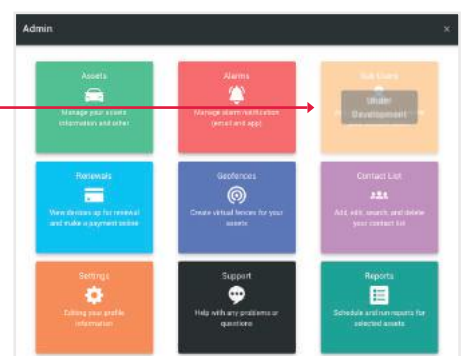 Admin
×
Assets
Manage your assets
information and other
Alarms
Manage alarm notification
(email and app)
Sub Users
Under
Development
Renewals
View devices up for renewal
and make a payment online
Geofences
Create virtual fences for your
assets
Contact List
Add, edit, search, and delete
your contact list
Settings
Editing your profile
information
Support
Help with any problems or
questions
Reports
Schedule and run reports for
selected assets